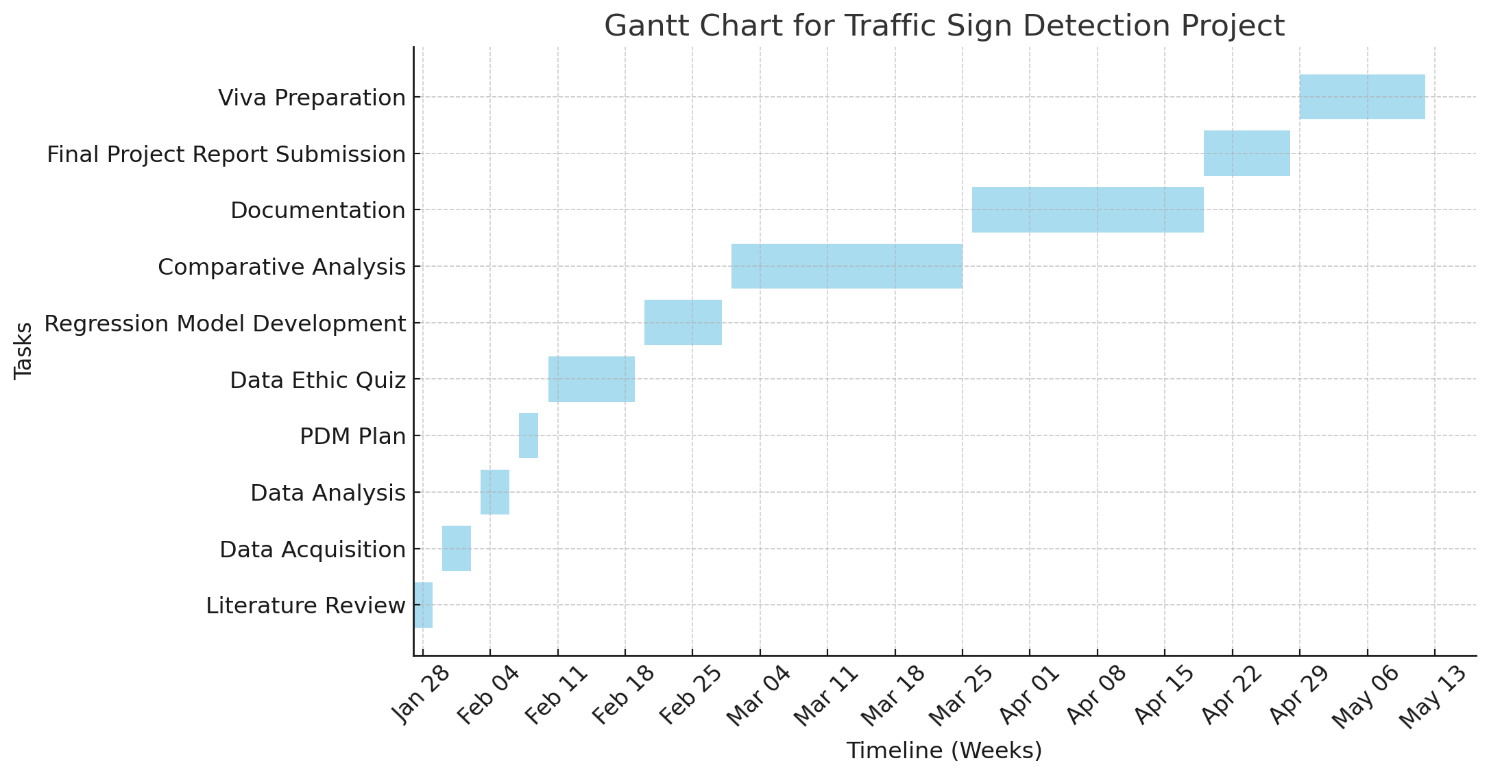 Gantt Chart for Traffic Sign Detection Project
Viva Preparation
Final Project Report Submission
Documentation
Comparative Analysis
Regression Model Development
Data Ethic Quiz
PDM Plan
Data Analysis
Data Acquisition
Literature Review
Tasks
Jan 28
Feb 04
Feb 11
Feb 18
Feb 25
Mar 04
Mar 11
Mar 18
Mar 25
Apr 01
Apr 08
Apr 15
Apr 22
Apr 29
May 06
May 13
Timeline (Weeks)